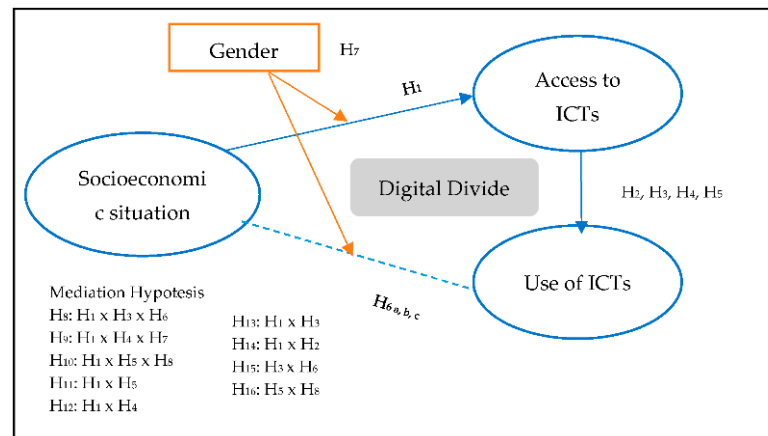 Gender
H7
H1
Access to
ICTs
Socioeconomi
c situation
Digital Divide
H2, H3, H4, H5
Use of ICTs
H6 a, b, c
Mediation Hypotesis
H8: H1 x H3 x H6
H9: H1 x H4 x H7
H10: H1 x H5 x H8
H11: H1 x H5
H12: H1 x H4
H13: H1 x H3
H14: H1 x H2
H15: H3 x H6
H16: H5 x H8